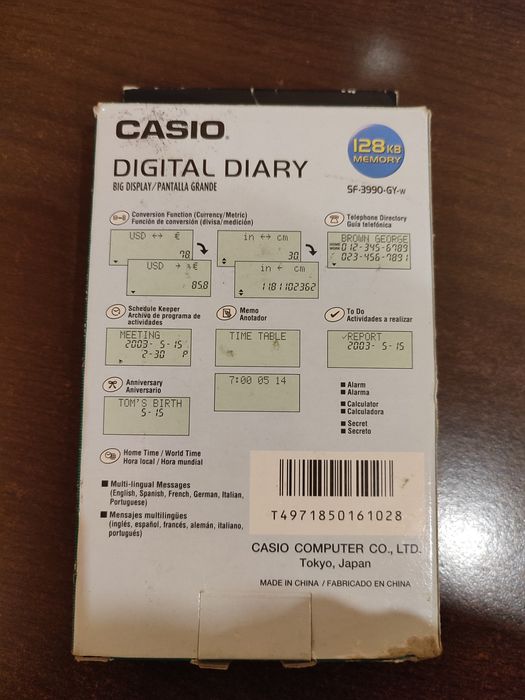 CASIO.
128KB
MEMORY
DIGITAL DIARY
BIG DISPLAY/PANTALLA GRANDE
SF-3990-GY-W
Conversion Function (Currency/Metric)
Función de conversión (divisa/medición)
USD ↔ €
78.
USD → €
85.8
in ↔ cm
30.
in ← cm
11.81102362
Telephone Directory
Guía telefónica
BROWN GEORGE
HOME 012-345-6789
WORK 023-456-7891
Schedule Keeper
Archivo de programa de
actividades
MEETING
2003- 5-15
2-30 P
Memo
Anotador
TIME TABLE
7:00 05 14
To Do
Actividades a realizar
✓REPORT
2003- 5-15
Anniversary
Aniversario
TOM'S BIRTH
5-15
■ Alarm
■ Alarma
■ Calculator
■ Calculadora
■ Secret
■ Secreto
Home Time / World Time
Hora local / Hora mundial
■ Multi-lingual Messages
(English, Spanish, French, German, Italian,
Portuguese)
■ Mensajes multilingües
(inglés, español, francés, alemán, italiano,
portugués)
T4971850161028
CASIO COMPUTER CO., LTD.
Tokyo, Japan
MADE IN CHINA / FABRICADO EN CHINA